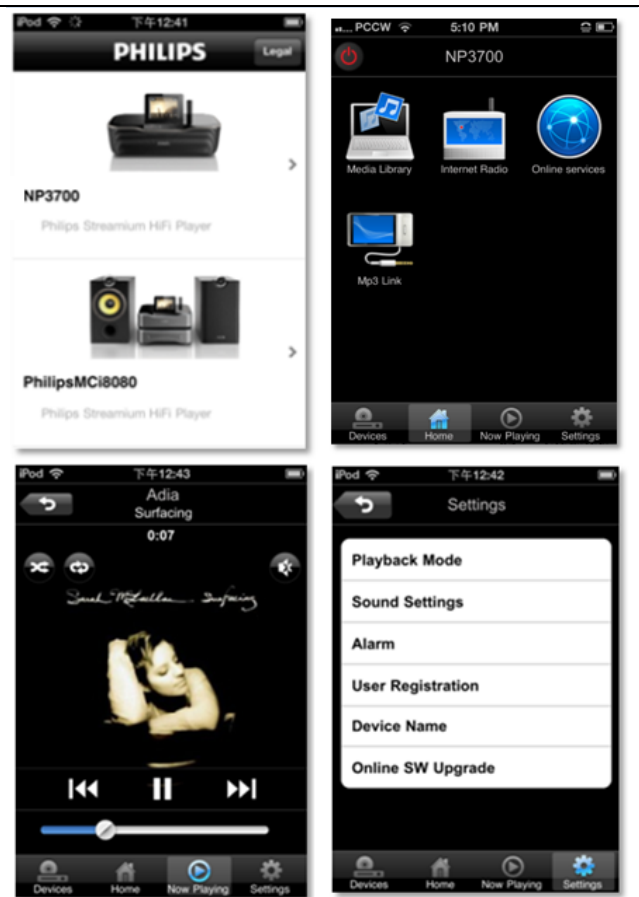 iPod 下午12:41
PHILIPS Legal
NP3700
Philips Streamium HiFi Player
PhilipsMCi8080
Philips Streamium HiFi Player
... PCCW 5:10 PM
NP3700
Media Library Internet Radio Online services
Mp3 Link
Devices Home Now Playing Settings
iPod 下午12:43
Adia
Surfacing
0:07
Sarah McLachlan Surfacing
Devices Home Now Playing Settings
iPod 下午12:42
Settings
Playback Mode
Sound Settings
Alarm
User Registration
Device Name
Online SW Upgrade
Devices Home Now Playing Settings